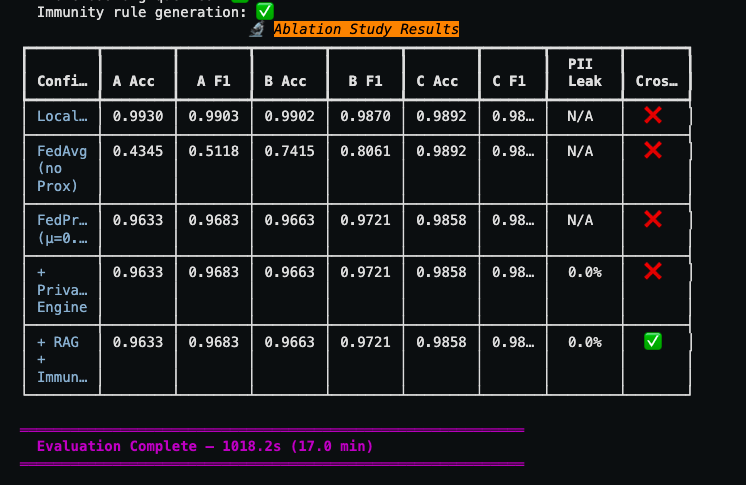 Immunity rule generation: ✅
🔬 Ablation Study Results
PII
Confi… A Acc A F1 B Acc B F1 C Acc C F1 Leak Cros…
Local… 0.9930 0.9903 0.9902 0.9870 0.9892 0.98… N/A ❌
FedAvg 0.4345 0.5118 0.7415 0.8061 0.9892 0.98… N/A ❌
(no
Prox)
FedPr… 0.9633 0.9683 0.9663 0.9721 0.9858 0.98… N/A ❌
(μ=0.…
+ 0.9633 0.9683 0.9663 0.9721 0.9858 0.98… 0.0% ❌
Priva…
Engine
+ RAG 0.9633 0.9683 0.9663 0.9721 0.9858 0.98… 0.0% ✅
+
Immun…
Evaluation Complete — 1018.2s (17.0 min)